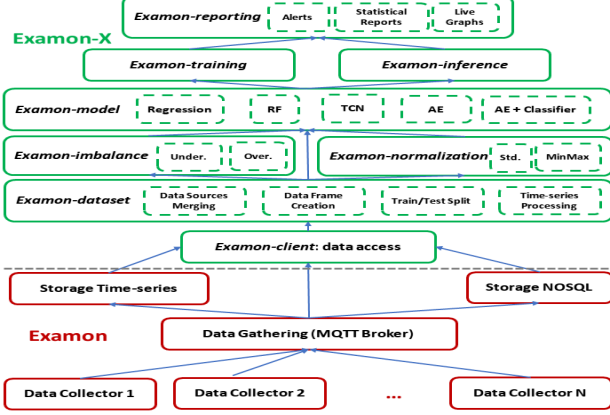 Examon-reporting
Alerts
Statistical
Reports
Live
Graphs
Examon-X
Examon-training
Examon-inference
Examon-model
Regression
RF
TCN
AE
AE + Classifier
Examon-imbalance
Under.
Over.
Examon-normalization
Std.
MinMax
Examon-dataset
Data Sources
Merging
Data Frame
Creation
Train/Test Split
Time-series
Processing
Examon-client: data access
Storage Time-series
Storage NOSQL
Examon
Data Gathering (MQTT Broker)
Data Collector 1
Data Collector 2
...
Data Collector N